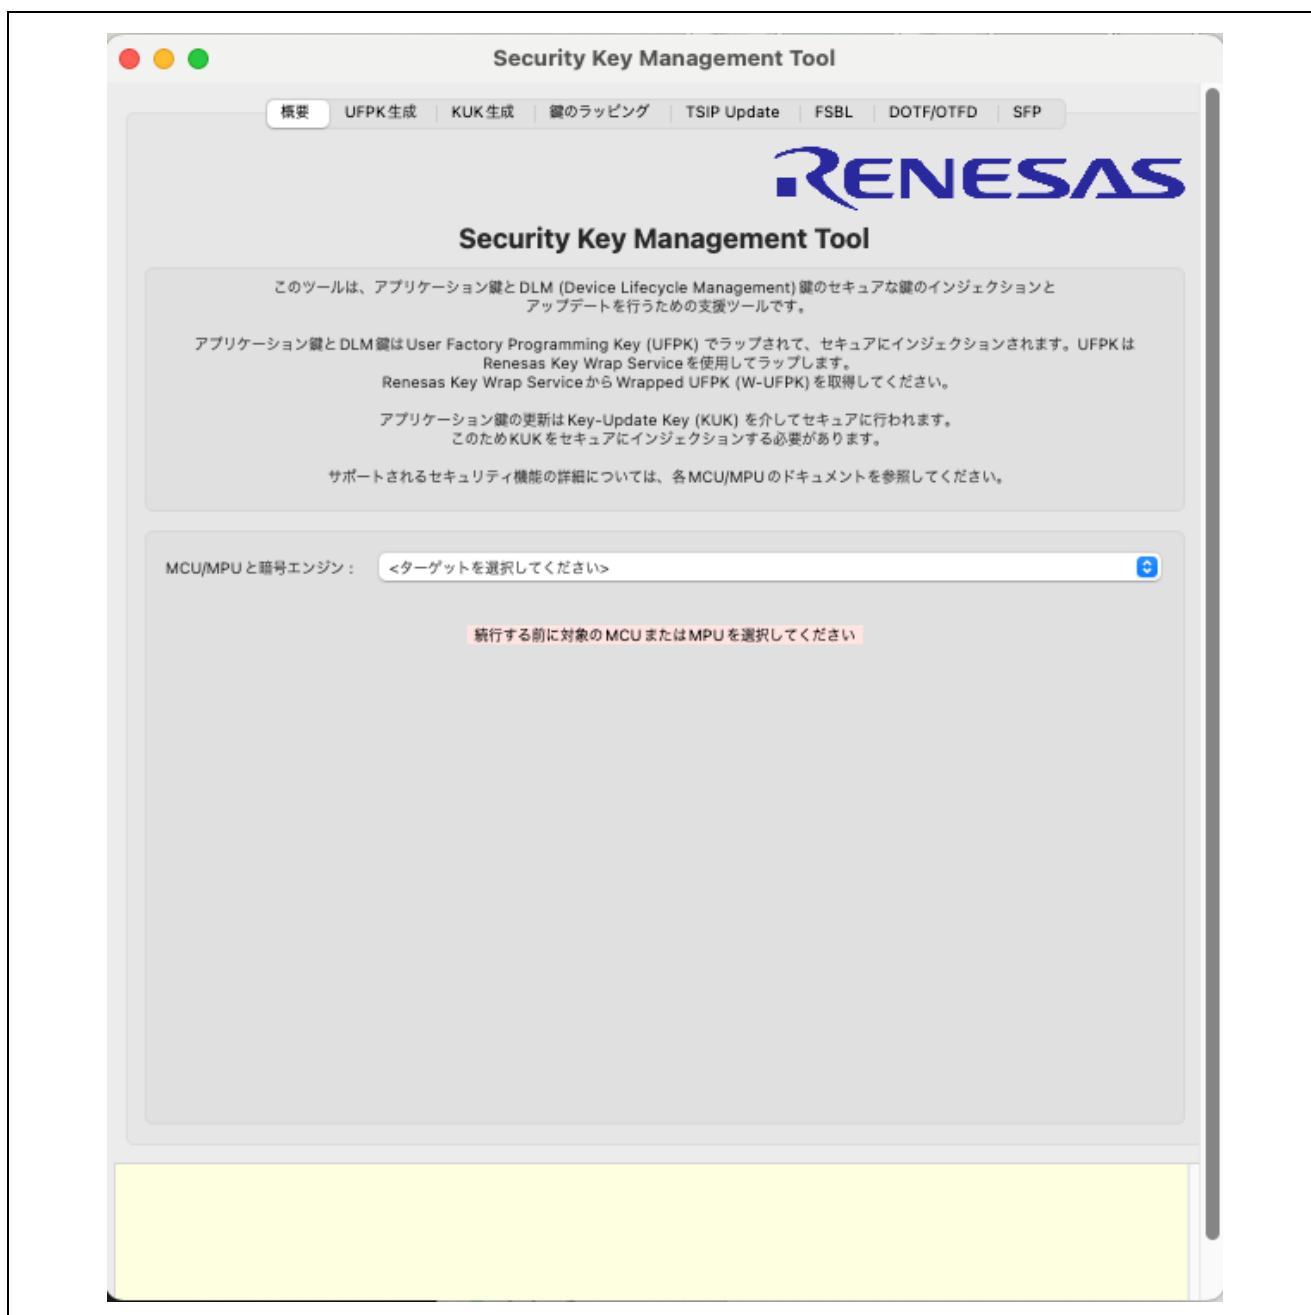 Security Key Management Tool
概要 UFPK生成 KUK生成 鍵のラッピング TSIP Update FSBL DOTF/OTFD SFP
RENESAS
Security Key Management Tool
このツールは、アプリケーション鍵とDLM (Device Lifecycle Management) 鍵のセキュアな鍵のインジェクションと
アップデートを行うための支援ツールです。
アプリケーション鍵とDLM鍵はUser Factory Programming Key (UFPK) でラップされて、セキュアにインジェクションされます。UFPKは
Renesas Key Wrap Serviceを使用してラップします。
Renesas Key Wrap ServiceからWrapped UFPK (W-UFPK)を取得してください。
アプリケーション鍵の更新はKey-Update Key (KUK) を介してセキュアに行われます。
このためKUKをセキュアにインジェクションする必要があります。
サポートされるセキュリティ機能の詳細については、各MCU/MPUのドキュメントを参照してください。
MCU/MPUと暗号エンジン： <ターゲットを選択してください>
続行する前に対象のMCUまたはMPUを選択してください